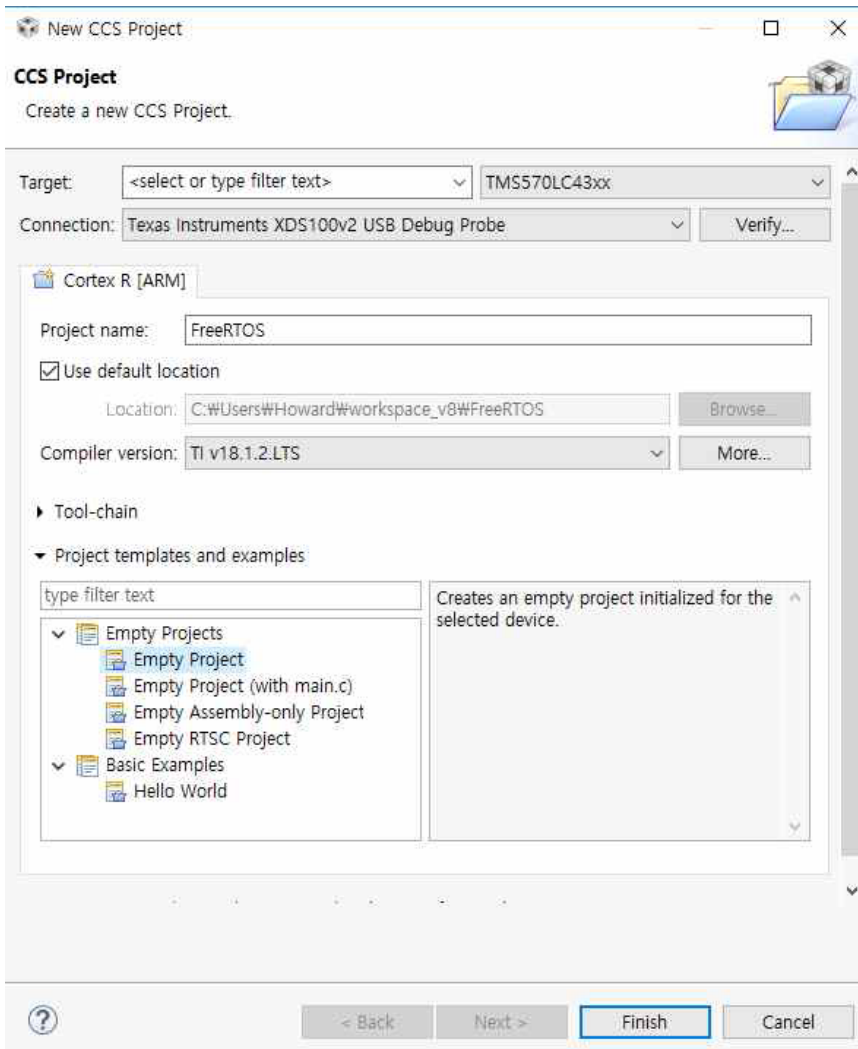 New CCS Project
CCS Project
Create a new CCS Project.
Target: <select or type filter text> TMS570LC43xx
Connection: Texas Instruments XDS100v2 USB Debug Probe Verify...
Cortex R [ARM]
Project name: FreeRTOS
Use default location
Location: C:₩Users₩Howard₩workspace_v8₩FreeRTOS Browse...
Compiler version: TI v18.1.2.LTS More...
Tool-chain
Project templates and examples
type filter text
Creates an empty project initialized for the
selected device.
Empty Projects
Empty Project
Empty Project (with main.c)
Empty Assembly-only Project
Empty RTSC Project
Basic Examples
Hello World
< Back Next > Finish Cancel